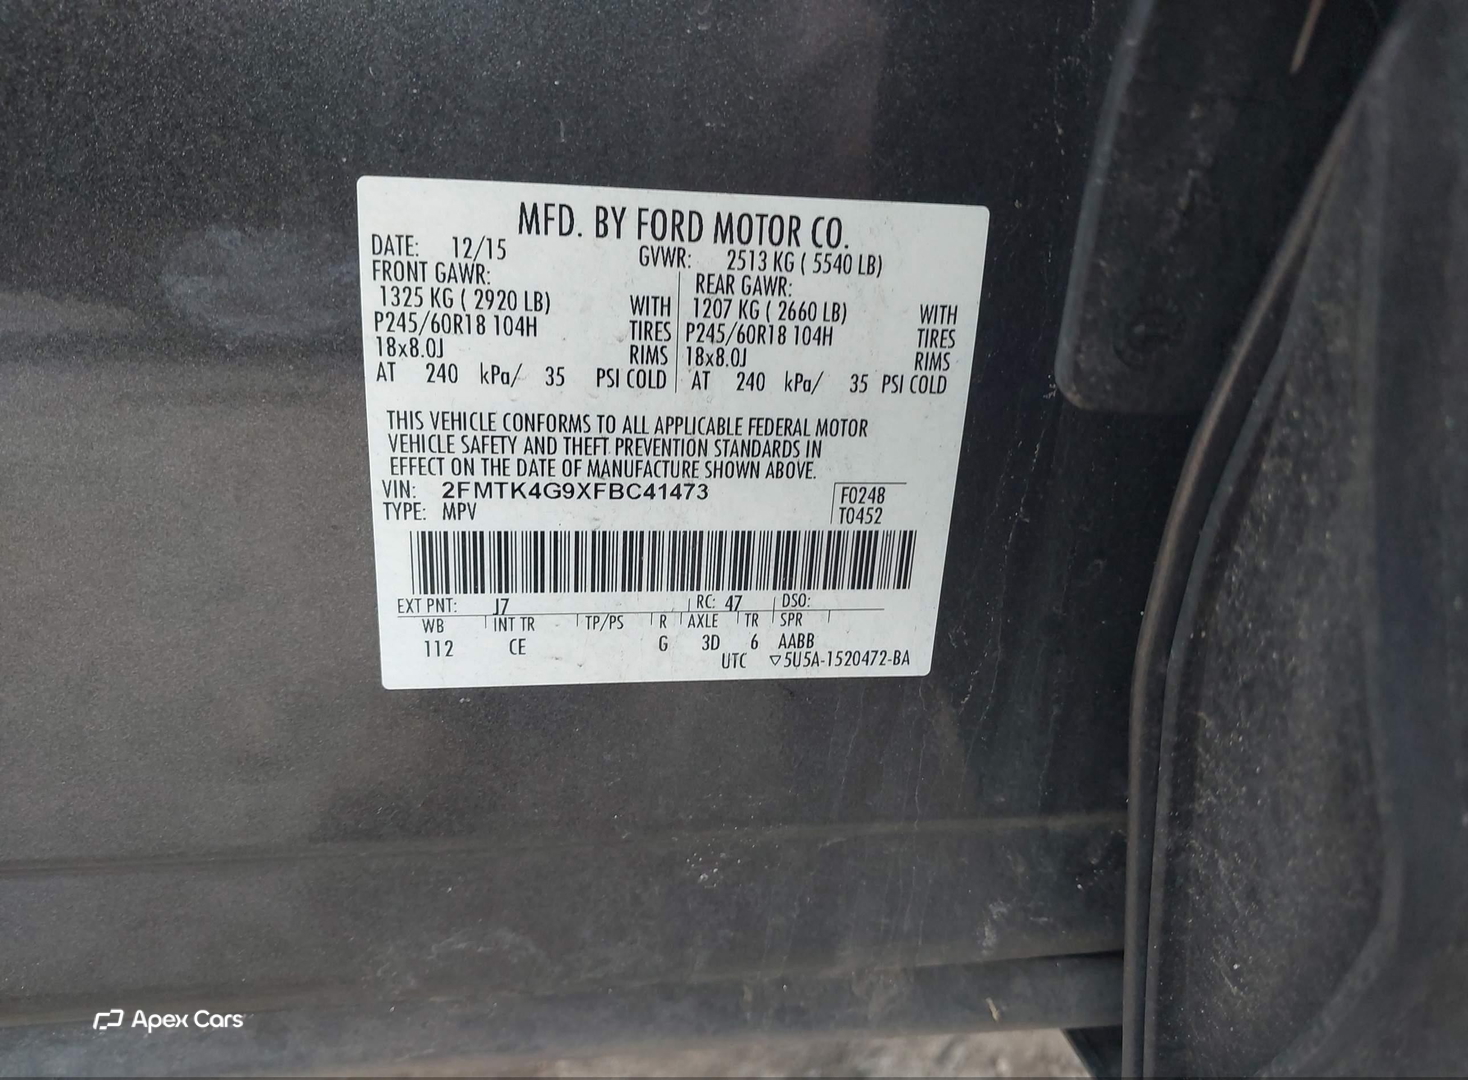 MFD. BY FORD MOTOR CO.
DATE: 12/15 GVWR: 2513 KG ( 5540 LB)
FRONT GAWR: REAR GAWR:
1325 KG ( 2920 LB) WITH 1207 KG ( 2660 LB) WITH
P245/60R18 104H TIRES P245/60R18 104H TIRES
18x8.0J RIMS 18x8.0J RIMS
AT 240 kPa/ 35 PSI COLD AT 240 kPa/ 35 PSI COLD
THIS VEHICLE CONFORMS TO ALL APPLICABLE FEDERAL MOTOR
VEHICLE SAFETY AND THEFT PREVENTION STANDARDS IN
EFFECT ON THE DATE OF MANUFACTURE SHOWN ABOVE.
VIN: 2FMTK4G9XFBC41473 F0248
TYPE: MPV T0452
EXT PNT: J7 RC: 47 DSO:
WB INT TR TP/PS R AXLE TR SPR
112 CE G 3D 6 AABB
UTC ▽5U5A-1520472-BA
Apex Cars